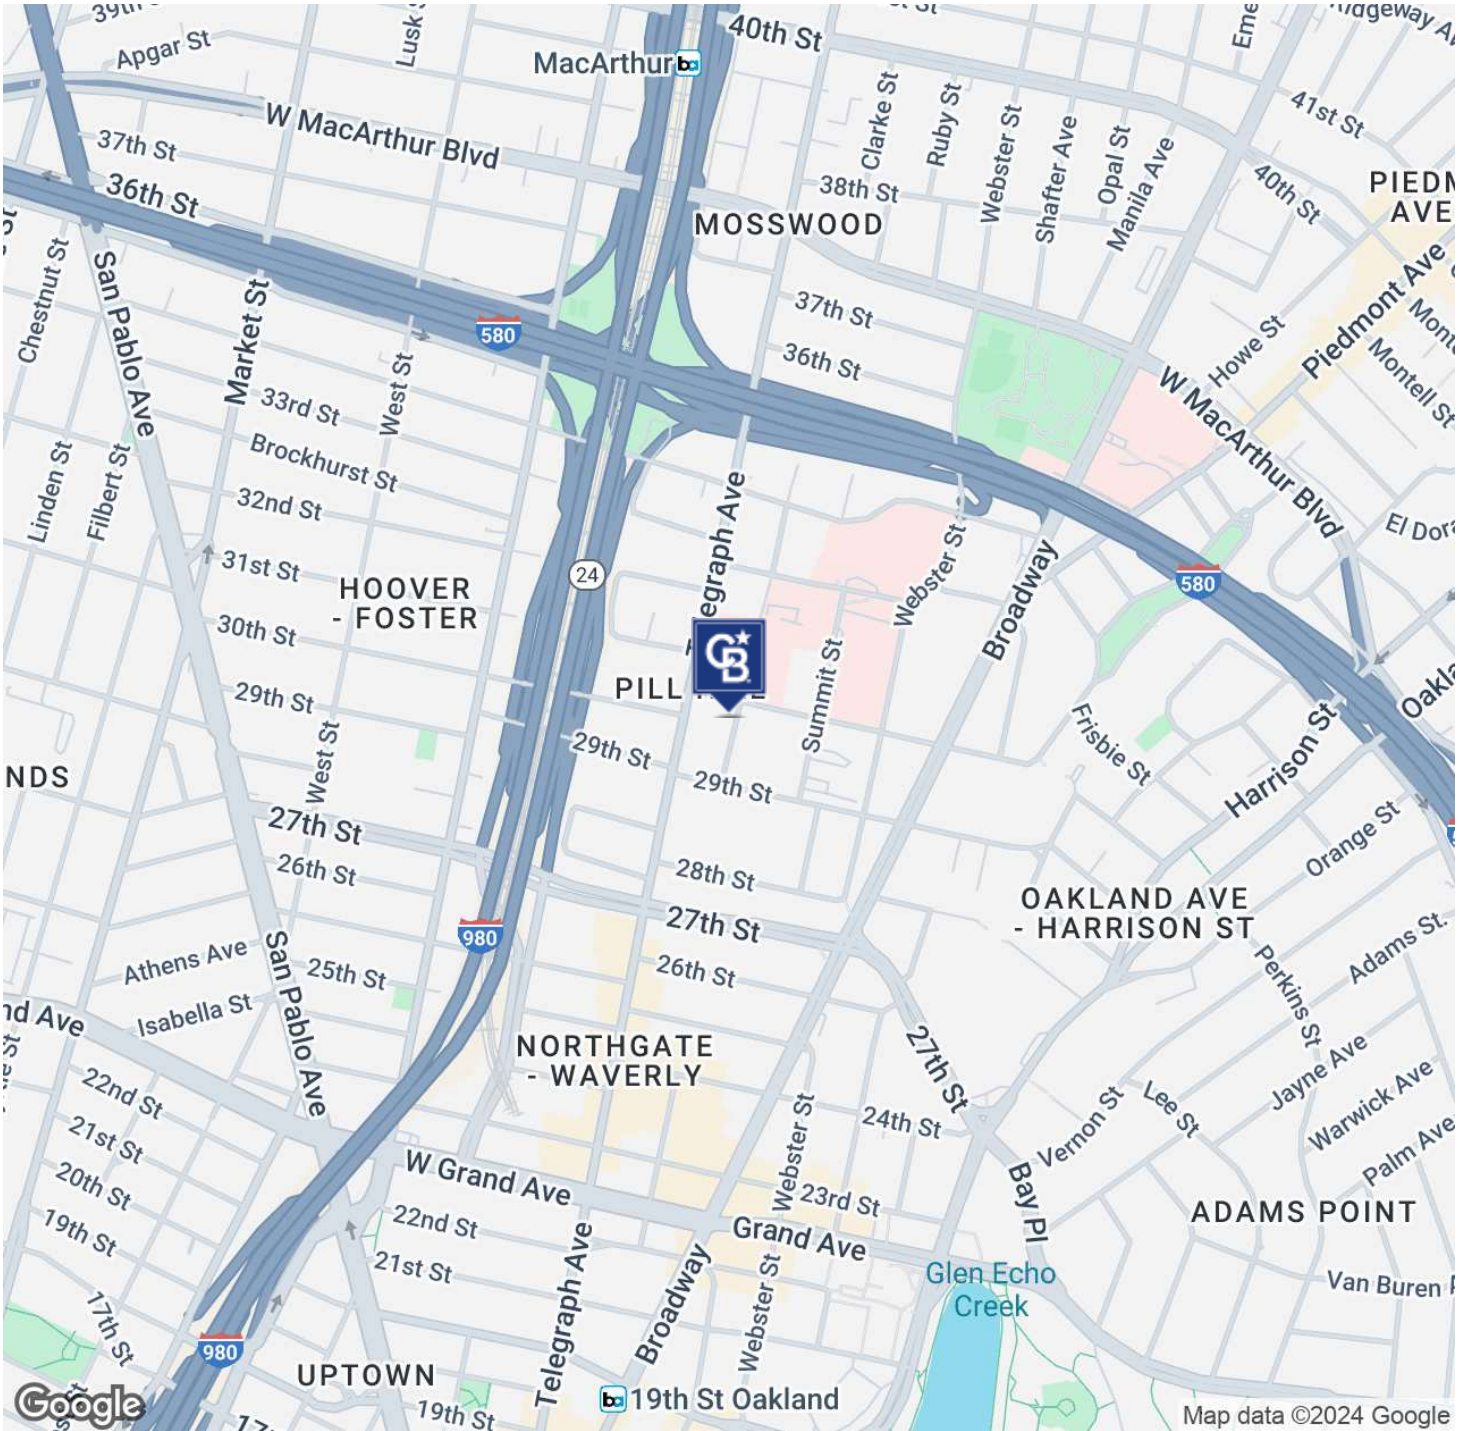 39th
Apgar St
Lusk
MacArthur
40th St
Eme
Ridgeway Av
W MacArthur Blvd
37th St
36th St
Clarke St
Ruby St
Webster St
Shafter Ave
Opal St
Manila Ave
41st St
38th St
40th St
PIEDM
AVE
MOSSWOOD
Chestnut St
San Pablo Ave
Market St
West St
580
37th St
36th St
Howe St
Piedmont Ave
Mont
Montell St
W MacArthur Blvd
33rd St
Brockhurst St
32nd St
Linden St
Filbert St
31st St
HOOVER
- FOSTER
24
egraph Ave
Webster St
Broadway
580
El Dora
30th St
29th St
West St
CB
PILL
Summit St
Frisbie St
Harrison St
Oakla
29th St
29th St
NDS
27th St
26th St
28th St
27th St
Orange St
OAKLAND AVE
- HARRISON ST
980
Athens Ave
25th St
Isabella St
San Pablo Ave
26th St
Perkins St
Adams St.
nd Ave
NORTHGATE
- WAVERLY
27th St
Jayne Ave
Warwick Ave
Lee St
Vernon St
Palm Ave
22nd St
21st St
20th St
19th St
24th St
Webster St
W Grand Ave
23rd St
Bay Pl
ADAMS POINT
22nd St
21st St
Telegraph Ave
Grand Ave
Broadway
Webster St
Glen Echo
Creek
Van Buren
17th St
980
UPTOWN
19th St Oakland
19th St
17
Google
Map data ©2024 Google